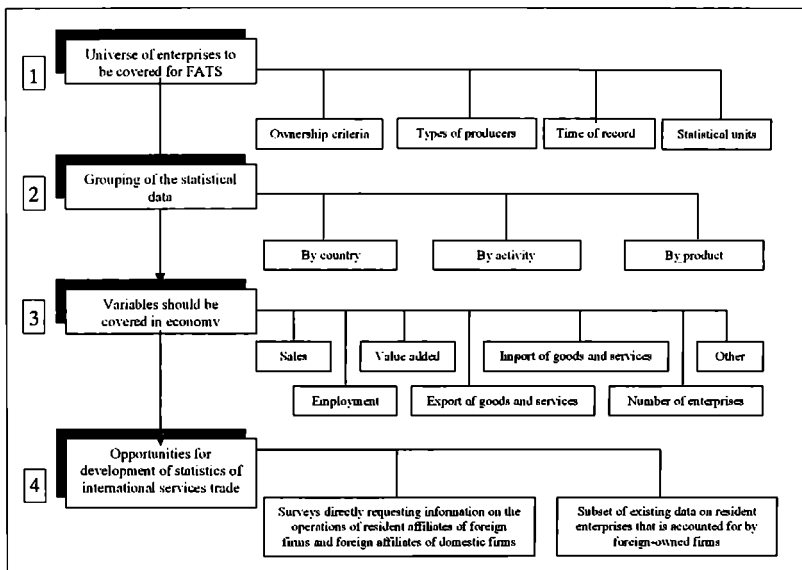 1
Universe of enterprises to
be covered for FATS
Ownership criteria
Types of producers
Time of record
Statistical units
2
Grouping of the statistical
data
By country
By activity
By product
3
Variables should be
covered in economy
Sales
Value added
Import of goods and services
Other
Employment
Export of goods and services
Number of enterprises
4
Opportunities for
development of statistics of
international services trade
Surveys directly requesting information on the
operations of resident affiliates of foreign
firms and foreign affiliates of domestic firms
Subset of existing data on resident
enterprises that is accounted for by
foreign-owned firms